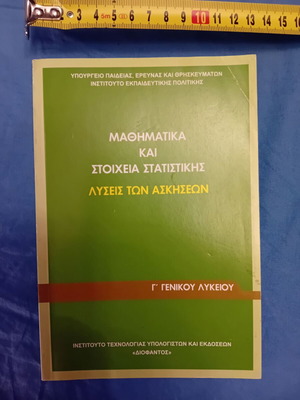 3 4 5 6 7 8 9 10 11 12 13 14 15 16
ΥΠΟΥΡΓΕΙΟ ΠΑΙΔΕΙΑΣ, ΕΡΕΥΝΑΣ ΚΑΙ ΘΡΗΣΚΕΥΜΑΤΩΝ
ΙΝΣΤΙΤΟΥΤΟ ΕΚΠΑΙΔΕΥΤΙΚΗΣ ΠΟΛΙΤΙΚΗΣ
ΜΑΘΗΜΑΤΙΚΑ
ΚΑΙ
ΣΤΟΙΧΕΙΑ ΣΤΑΤΙΣΤΙΚΗΣ
ΛΥΣΕΙΣ ΤΩΝ ΑΣΚΗΣΕΩΝ
Γ΄ ΓΕΝΙΚΟΥ ΛΥΚΕΙΟΥ
ΙΝΣΤΙΤΟΥΤΟ ΤΕΧΝΟΛΟΓΙΑΣ ΥΠΟΛΟΓΙΣΤΩΝ ΚΑΙ ΕΚΔΟΣΕΩΝ
«ΔΙΟΦΑΝΤΟΣ»